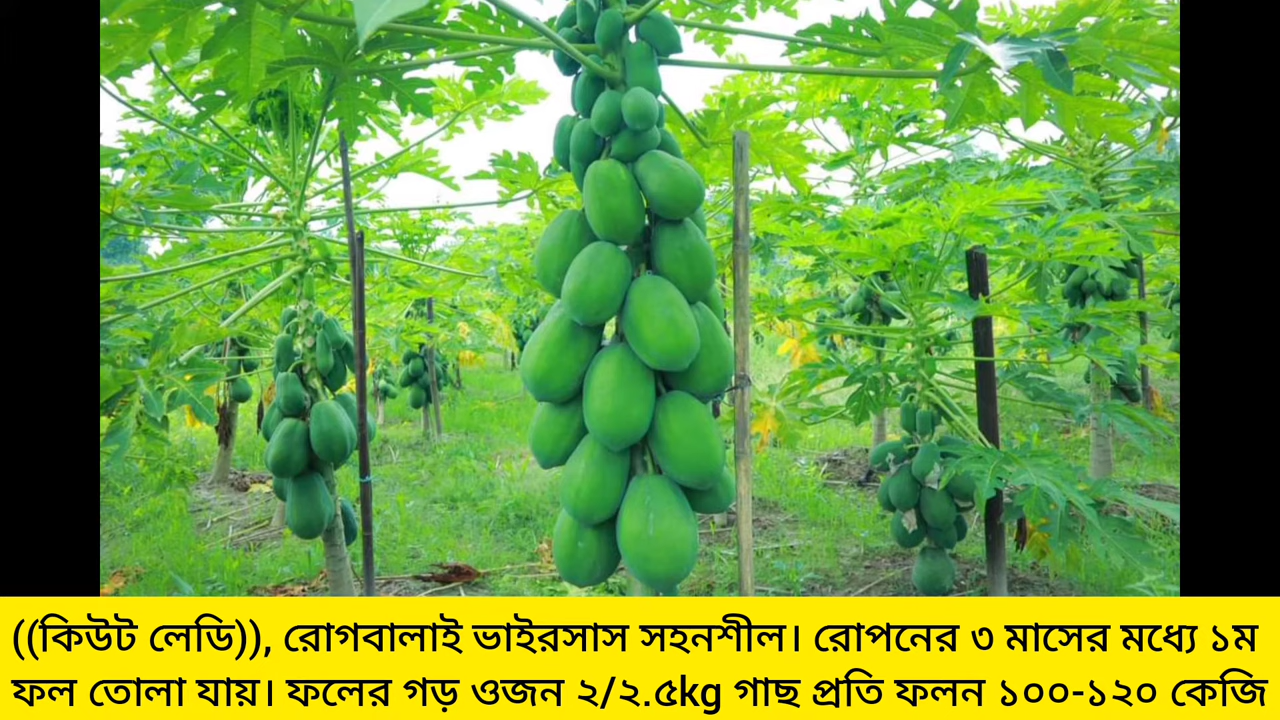 ((কিউট লেডি)), রোগবালাই ভাইরসাস সহনশীল। রোপনের ৩ মাসের মধ্যে ১ম
ফল তোলা যায়। ফলের গড় ওজন ২/২.৫kg গাছ প্রতি ফলন ১০০-১২০ কেজি